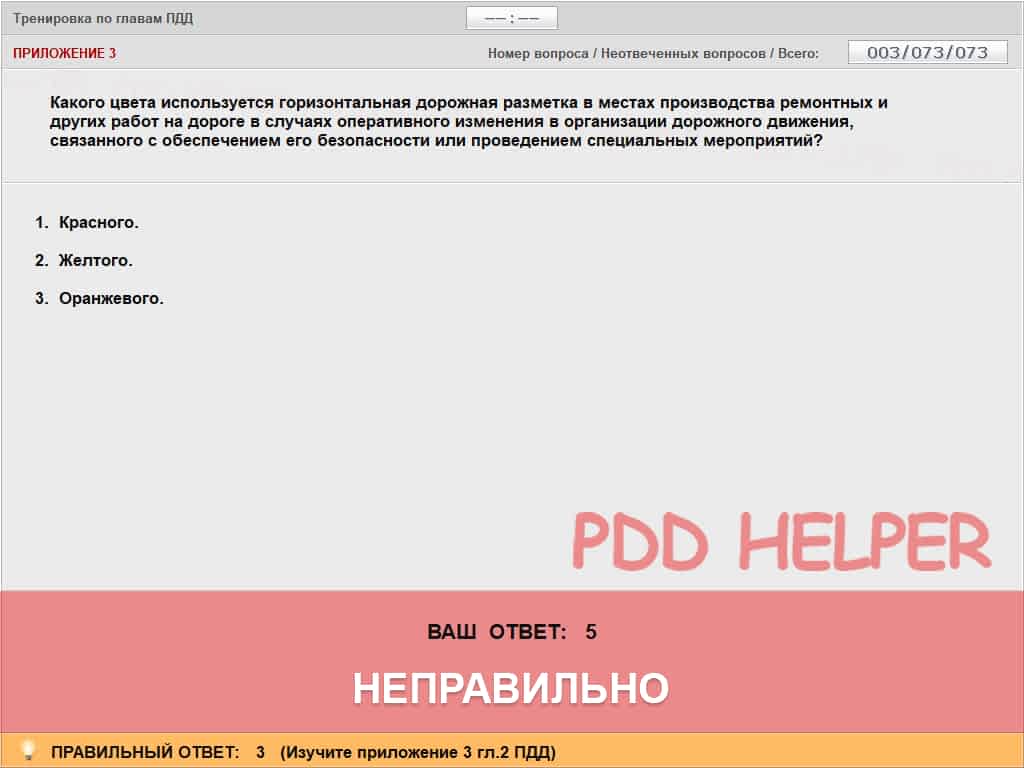 Тренировка по главам ПДД
–– : ––
ПРИЛОЖЕНИЕ 3
Номер вопроса / Неотвеченных вопросов / Всего:
003/073/073
Какого цвета используется горизонтальная дорожная разметка в местах производства ремонтных и
других работ на дороге в случаях оперативного изменения в организации дорожного движения,
связанного с обеспечением его безопасности или проведением специальных мероприятий?
1. Красного.
2. Желтого.
3. Оранжевого.
PDD HELPER
ВАШ ОТВЕТ: 5
НЕПРАВИЛЬНО
ПРАВИЛЬНЫЙ ОТВЕТ: 3 (Изучите приложение 3 гл.2 ПДД)